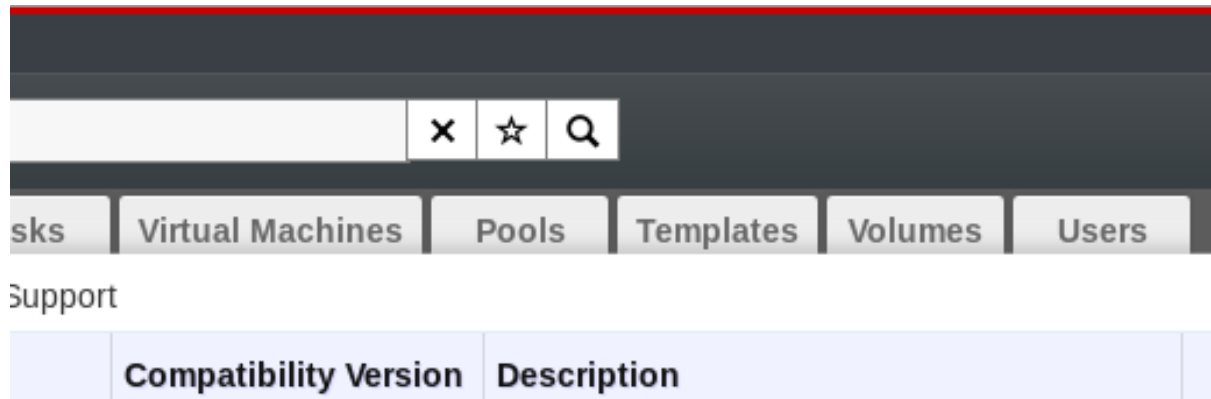 sks Virtual Machines Pools Templates Volumes Users
Support
Compatibility Version Description